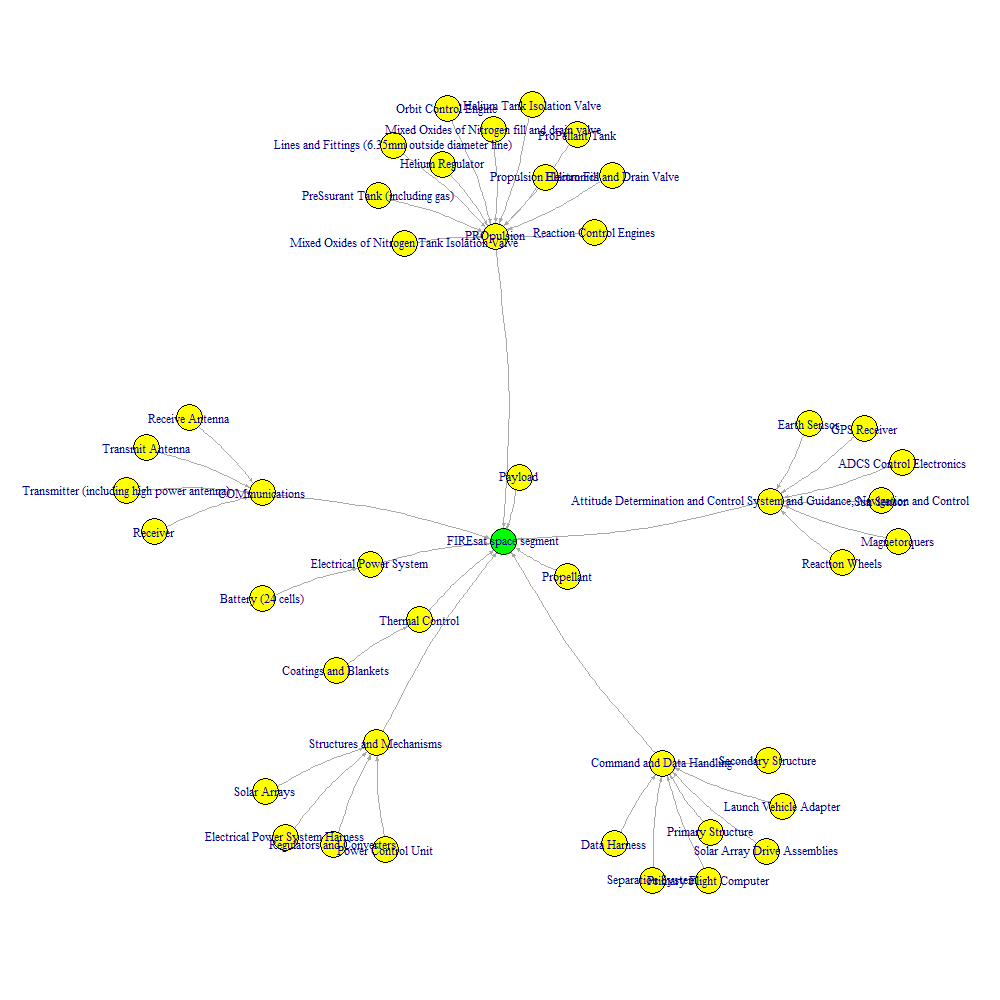 Helium Tank Isolation Valve
Orbit Control Engine
Mixed Oxides of Nitrogen fill and drain valve
ProPellant Tank
Lines and Fittings (6.35mm outside diameter line)
Helium Regulator
Propulsion Electronics
Helium Fill and Drain Valve
PreSsurant Tank (including gas)
Reaction Control Engines
PROpulsion
Mixed Oxides of Nitrogen Tank Isolation Valve
Receive Antenna
Earth Sensor
GPS Receiver
Transmit Antenna
ADCS Control Electronics
Payload
Transmitter (including high power antenna)
COMmunications
Attitude Determination and Control System and Guidance, Navigation and Control
Sun Sensor
Receiver
FIREsat space segment
Magnetorquers
Electrical Power System
Reaction Wheels
Propellant
Battery (24 cells)
Thermal Control
Coatings and Blankets
Structures and Mechanisms
Command and Data Handling
Secondary Structure
Solar Arrays
Launch Vehicle Adapter
Primary Structure
Electrical Power System Harness
Regulators and Converters
Power Control Unit
Data Harness
Solar Array Drive Assemblies
Separation System
Primary Flight Computer